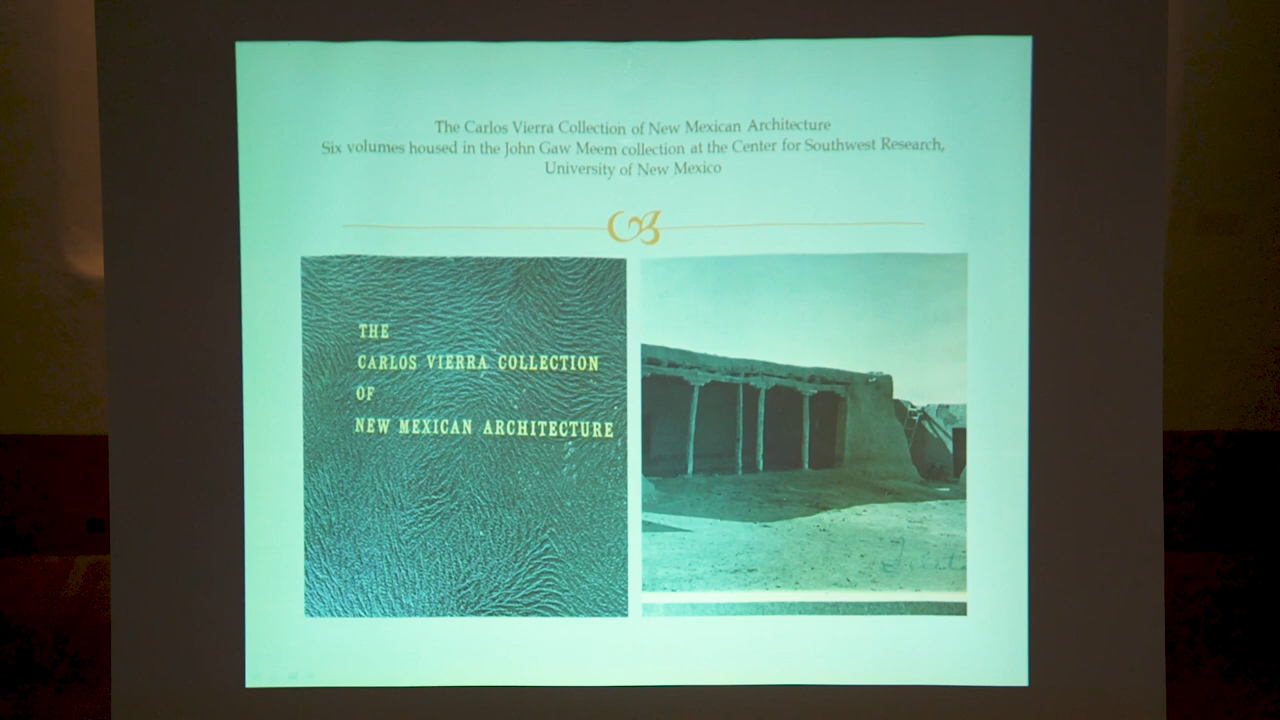 The Carlos Vierra Collection of New Mexican Architecture
Six volumes housed in the John Gaw Meem collection at the Center for Southwest Research,
University of New Mexico
THE
CARLOS VIERRA COLLECTION
OF
NEW MEXICAN ARCHITECTURE